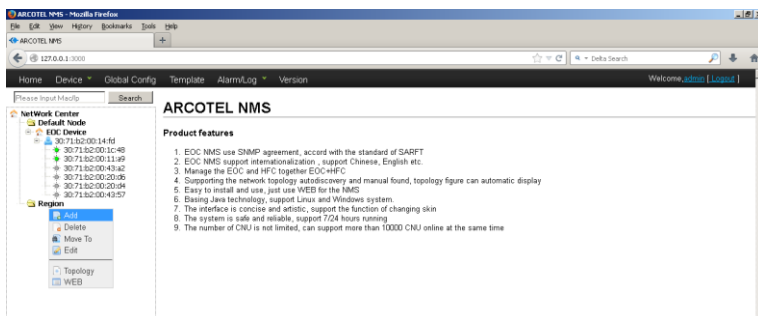 ARCOTEL NMS - Mozilla Firefox
File Edit View History Bookmarks Tools Help
ARCOTEL NMS +
127.0.0.1:3000 Delta Search
Home Device Global Config Template Alarm/Log Version Welcome,admin [ Logout ]
Please Input Mac/Ip Search
ARCOTEL NMS
NetWork Center
Default Node
EOC Device
30:71:b2:00:14:fd
30:71:b2:00:1c:48
30:71:b2:00:11:a9
30:71:b2:00:43:a2
30:71:b2:00:20:d6
30:71:b2:00:20:d4
30:71:b2:00:43:57
Region
Add
Delete
Move To
Edit
Topology
WEB
Product features
1. EOC NMS use SNMP agreement, accord with the standard of SARFT
2. EOC NMS support internationalization , support Chinese, English etc.
3. Manage the EOC and HFC together EOC+HFC
4. Supporting the network topology autodiscovery and manual found, topology figure can automatic display
5. Easy to install and use, just use WEB for the NMS
6. Basing Java technology, support Linux and Windows system.
7. The interface is concise and artistic, support the function of changing skin
8. The system is safe and reliable, support 7/24 hours running
9. The number of CNU is not limited, can support more than 10000 CNU online at the same time